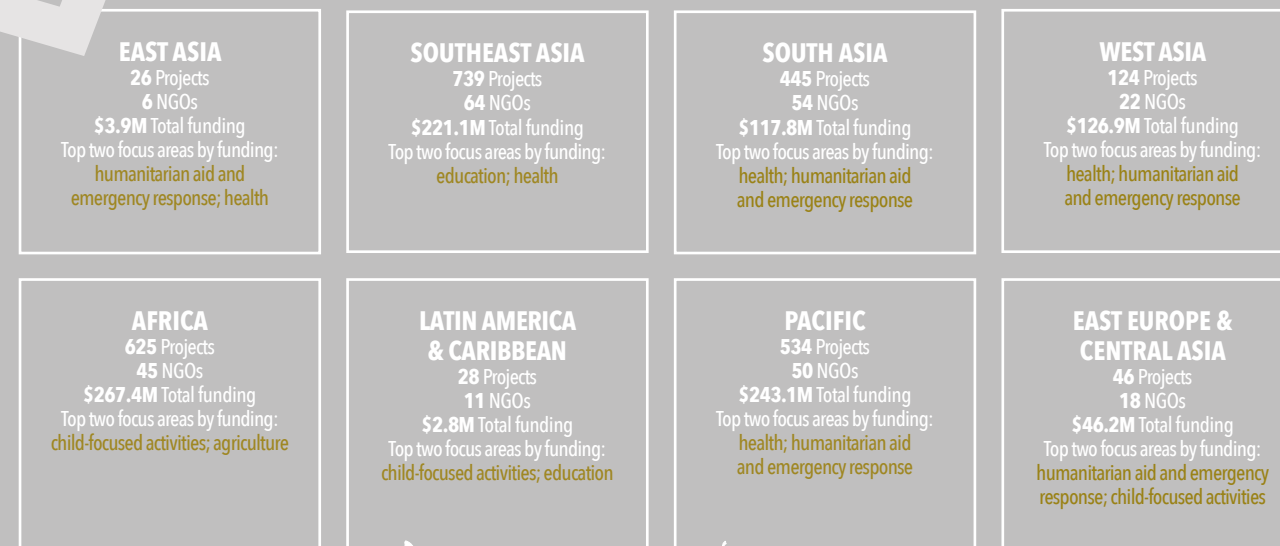 EAST ASIA
26 Projects
6 NGOs
$3.9M Total funding
Top two focus areas by funding:
humanitarian aid and
emergency response; health
SOUTHEAST ASIA
739 Projects
64 NGOs
$221.1M Total funding
Top two focus areas by funding:
education; health
SOUTH ASIA
445 Projects
54 NGOs
$117.8M Total funding
Top two focus areas by funding:
health; humanitarian aid
and emergency response
WEST ASIA
124 Projects
22 NGOs
$126.9M Total funding
Top two focus areas by funding:
health; humanitarian aid
and emergency response
AFRICA
625 Projects
45 NGOs
$267.4M Total funding
Top two focus areas by funding:
child-focused activities; agriculture
LATIN AMERICA
& CARIBBEAN
28 Projects
11 NGOs
$2.8M Total funding
Top two focus areas by funding:
child-focused activities; education
PACIFIC
534 Projects
50 NGOs
$243.1M Total funding
Top two focus areas by funding:
health; humanitarian aid
and emergency response
EAST EUROPE &
CENTRAL ASIA
46 Projects
18 NGOs
$46.2M Total funding
Top two focus areas by funding:
humanitarian aid and emergency
response; child-focused activities